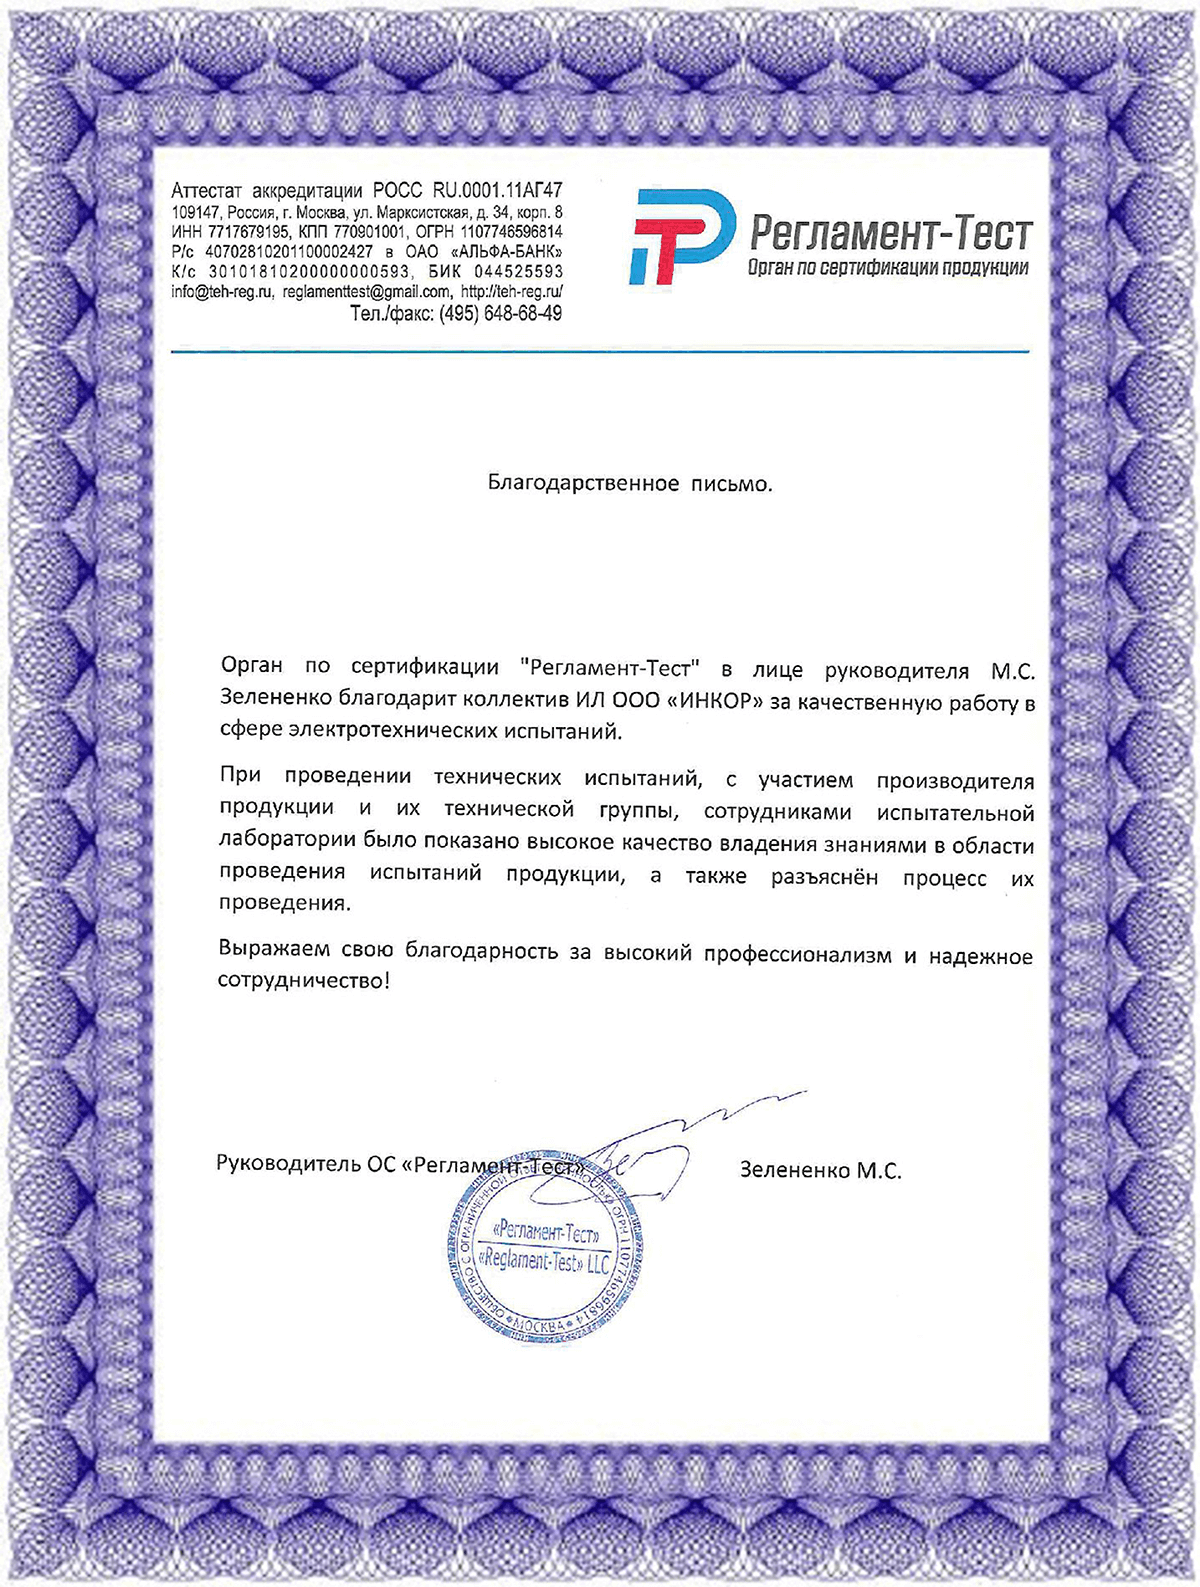 Аттестат аккредитации РОСС RU.0001.11АГ47
109147, Россия, г. Москва, ул. Марксистская, д. 34, корп. 8
ИНН 7717679195, КПП 770901001, ОГРН 1107746596814
Р/с 40702810201100002427 в ОАО «АЛЬФА-БАНК»
К/с 30101810200000000593, БИК 044525593
info@teh-reg.ru, reglamenttest@gmail.com, http://teh-reg.ru/
Тел./факс: (495) 648-68-49
Регламент-Тест
Орган по сертификации продукции
Благодарственное письмо.
Орган по сертификации "Регламент-Тест" в лице руководителя М.С.
Зелененко благодарит коллектив ИЛ ООО «ИНКОР» за качественную работу в
сфере электротехнических испытаний.
При проведении технических испытаний, с участием производителя
продукции и их технической группы, сотрудниками испытательной
лаборатории было показано высокое качество владения знаниями в области
проведения испытаний продукции, а также разъяснён процесс их
проведения.
Выражаем свою благодарность за высокий профессионализм и надежное
сотрудничество!
Руководитель ОС «Регламент-Тест»
Зелененко М.С.
«Регламент-Тест»
«Reglament-Test» LLC
ОБЩЕСТВО С ОГРАНИЧЕННОЙ ОТВЕТСТВЕННОСТЬЮ ОГРН 1107746596814
МОСКВА